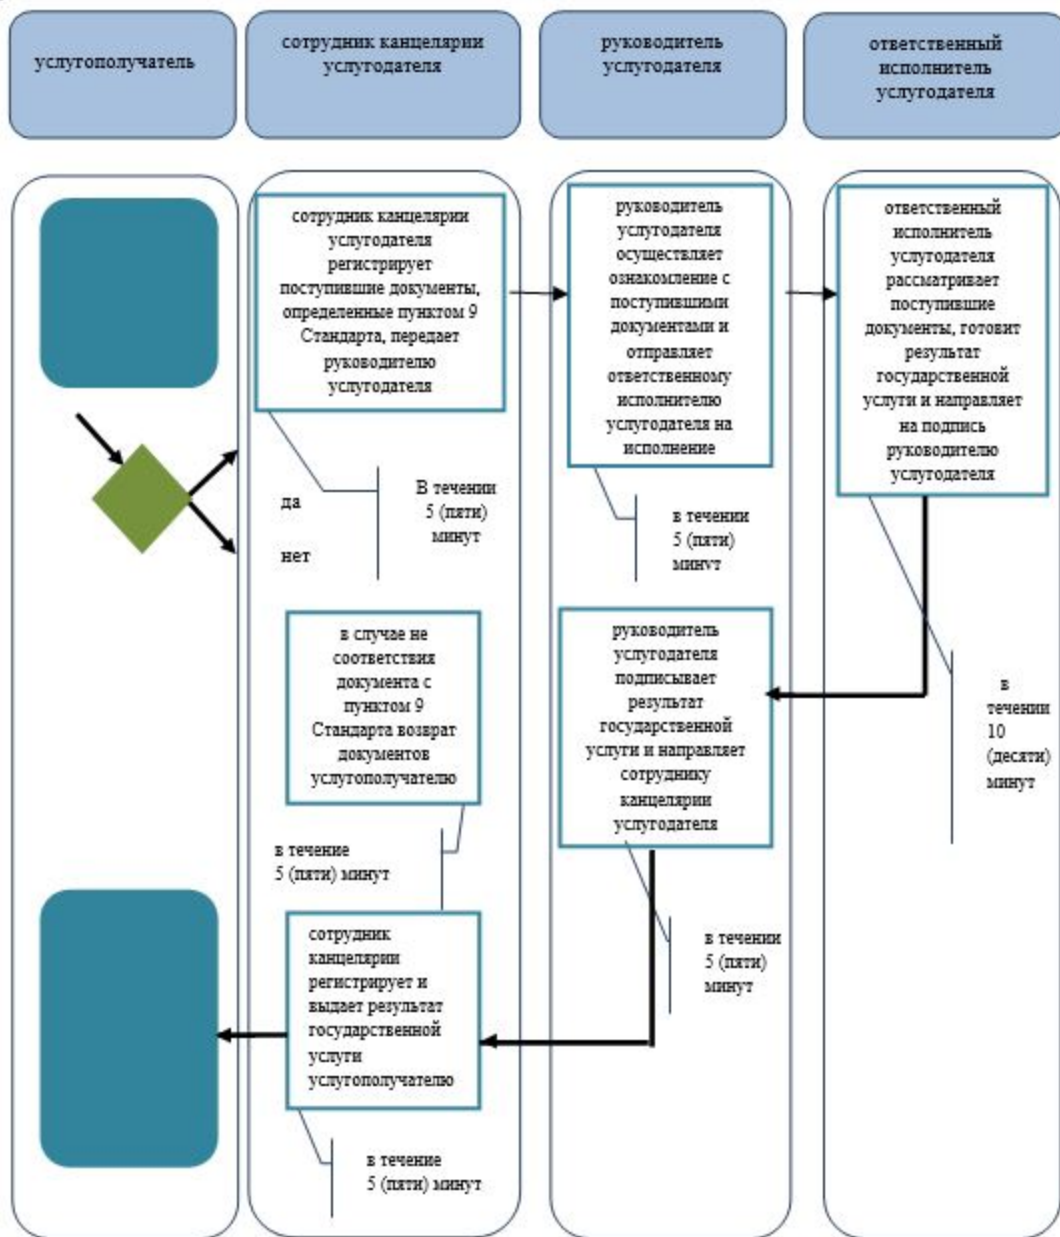 услугополучатель
сотрудник канцелярии
услугодателя
руководитель
услугодателя
ответственный
исполнитель
услугодателя
сотрудник канцелярии
услугодателя
регистрирует
поступившие документы,
определенные пунктом 9
Стандарта, передает
руководителю
услугодателя
руководитель
услугодателя
осуществляет
ознакомление с
поступившими
документами и
отправляет
ответственному
исполнителю
услугодателя на
исполнение
ответственный
исполнитель
услугодателя
рассматривает
поступившие
документы, готовит
результат
государственной
услуги и направляет
на подпись
руководителю
услугодателя
да
нет
В течении
5 (пяти)
минут
в течении
5 (пяти)
минут
в
течении
10
(десяти)
минут
в случае не
соответствия
документа с
пунктом 9
Стандарта возврат
документов
услугополучателю
руководитель
услугодателя
подписывает
результат
государственной
услуги и направляет
сотруднику
канцелярии
услугодателя
в течение
5 (пяти) минут
в течении
5 (пяти)
минут
сотрудник
канцелярии
регистрирует и
выдает результат
государственной
услуги
услугополучателю
в течение
5 (пяти) минут